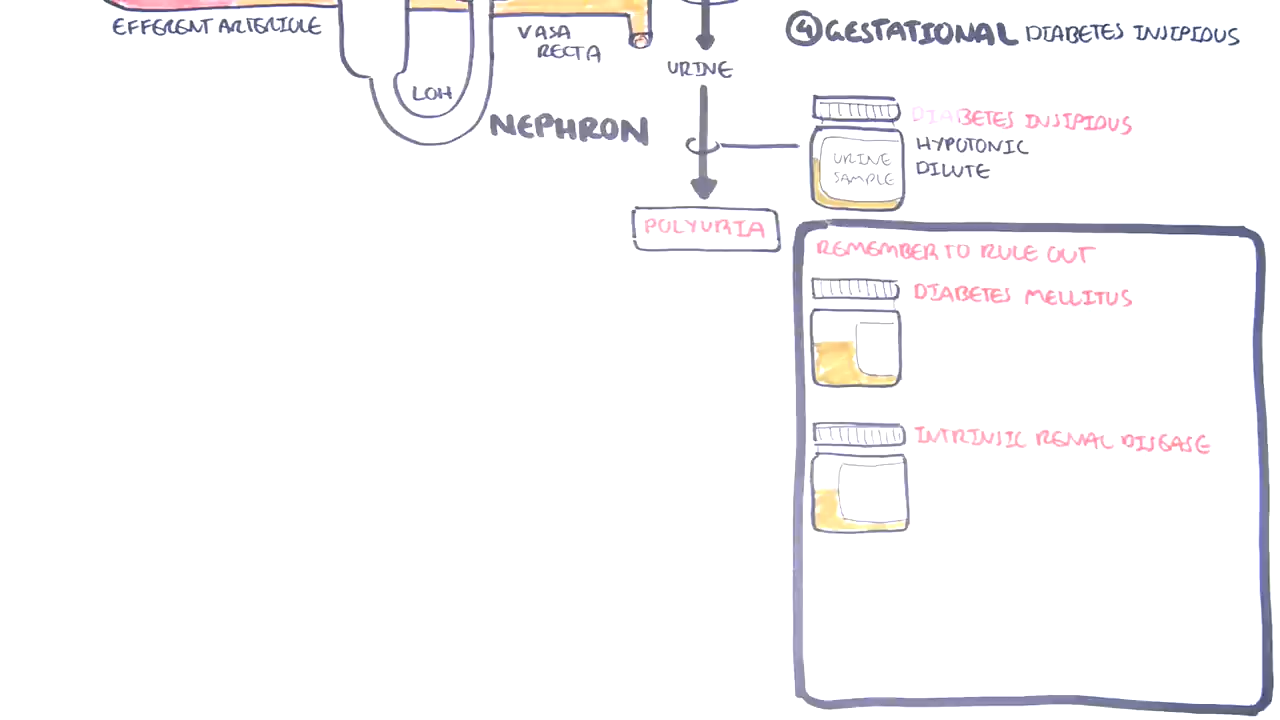 EFFERENT ARTERIOLE
VASA
RECTA
LOH
NEPHRON
URINE
④ GESTATIONAL DIABETES INSIPIDUS
DIABETES INSIPIDUS
HYPOTONIC
DILUTE
URINE
SAMPLE
POLYURIA
REMEMBER TO RULE OUT
DIABETES MELLITUS
INTRINSIC RENAL DISEASE